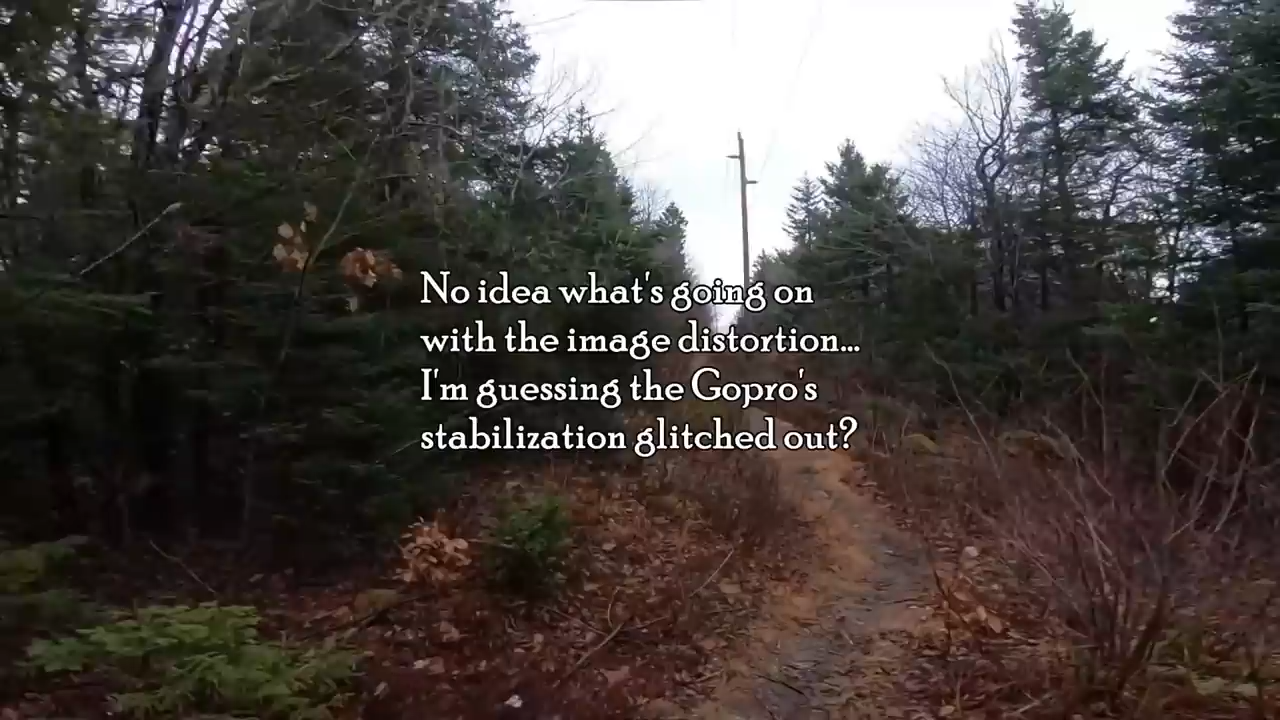 No idea what's going on
with the image distortion...
I'm guessing the Gopro's
stabilization glitched out?